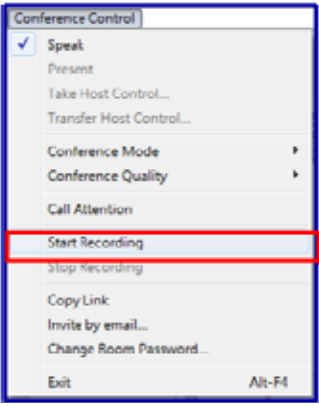 Conference Control
Speak
Present
Take Host Control...
Transfer Host Control...
Conference Mode
Conference Quality
Call Attention
Start Recording
Stop Recording
Copy Link
Invite by email...
Change Room Password...
Exit Alt-F4